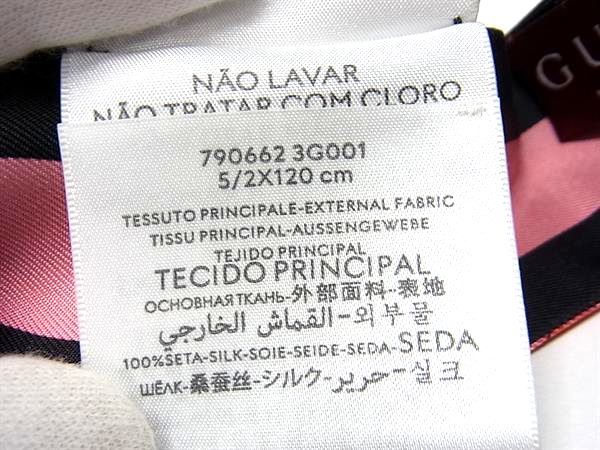 NÃO LAVAR
NÃO TRATAR COM CLORO
GU
790662 3G001
5/2X120 cm
TESSUTO PRINCIPALE-EXTERNAL FABRIC
TISSU PRINCIPAL-AUSSENGEWEBE
TEJIDO PRINCIPAL
TECIDO PRINCIPAL
ОСНОВНАЯ ТКАНЬ-外部面料-表地
القماش الخارجي-외부물
100%SETA-SILK-SOIE-SEIDE-SEDA-SEDA
ШЁЛК-桑蚕丝-シルク-حرير-실크